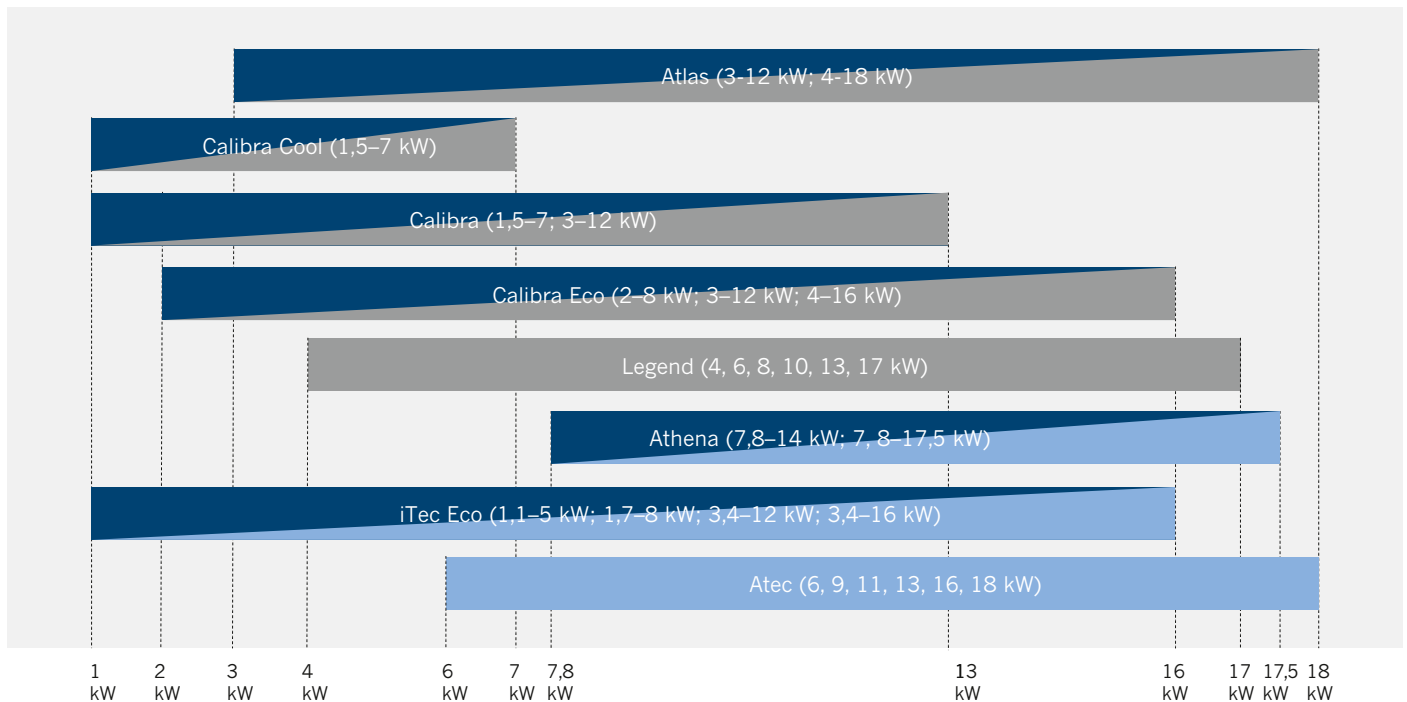 Atlas (3-12 kW; 4-18 kW)
Calibra Cool (1,5–7 kW)
Calibra (1,5–7; 3–12 kW)
Calibra Eco (2–8 kW; 3–12 kW; 4–16 kW)
Legend (4, 6, 8, 10, 13, 17 kW)
Athena (7,8–14 kW; 7, 8–17,5 kW)
iTec Eco (1,1–5 kW; 1,7–8 kW; 3,4–12 kW; 3,4–16 kW)
Atec (6, 9, 11, 13, 16, 18 kW)
1 2 3 4 6 7 7,8 13 16 17 17,5 18
kW kW kW kW kW kW kW kW kW kW kW kW